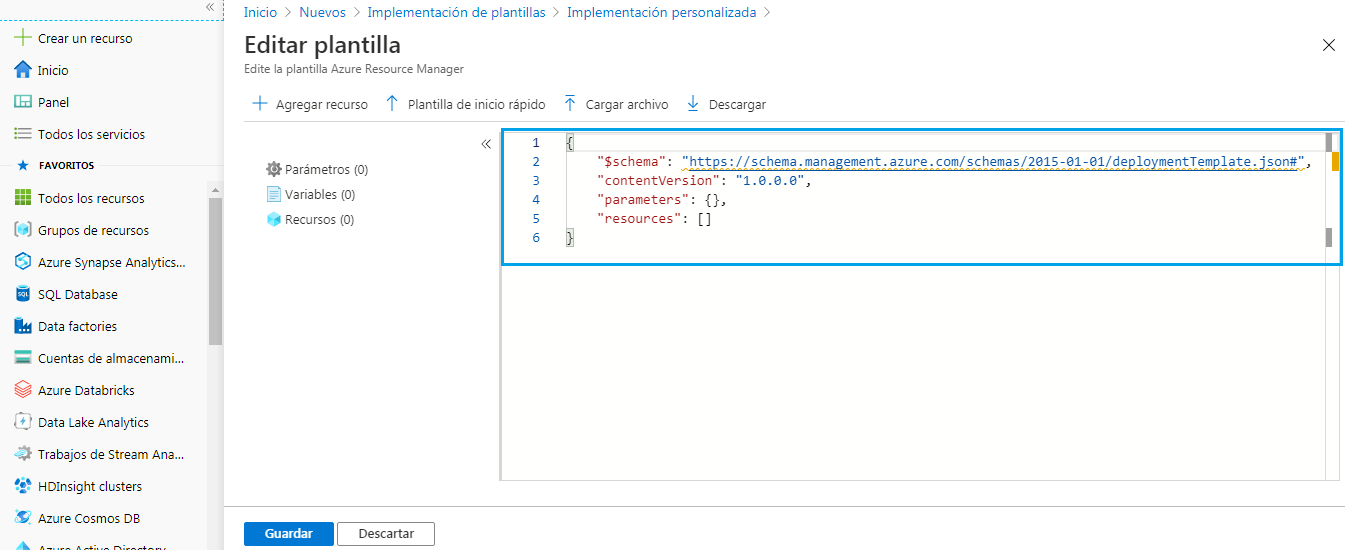 Crear un recurso
Inicio
Panel
Todos los servicios
FAVORITOS
Todos los recursos
Grupos de recursos
Azure Synapse Analytics...
SQL Database
Data factories
Cuentas de almacenami...
Azure Databricks
Data Lake Analytics
Trabajos de Stream Ana...
HDInsight clusters
Azure Cosmos DB
Azure Active Directory
Inicio > Nuevos > Implementación de plantillas > Implementación personalizada >
Editar plantilla
Edite la plantilla Azure Resource Manager
Agregar recurso Plantilla de inicio rápido Cargar archivo Descargar
Parámetros (0)
Variables (0)
Recursos (0)
1 {
2 "$schema": "https://schema.management.azure.com/schemas/2015-01-01/deploymentTemplate.json#",
3 "contentVersion": "1.0.0.0",
4 "parameters": {},
5 "resources": []
6 }
Guardar Descartar